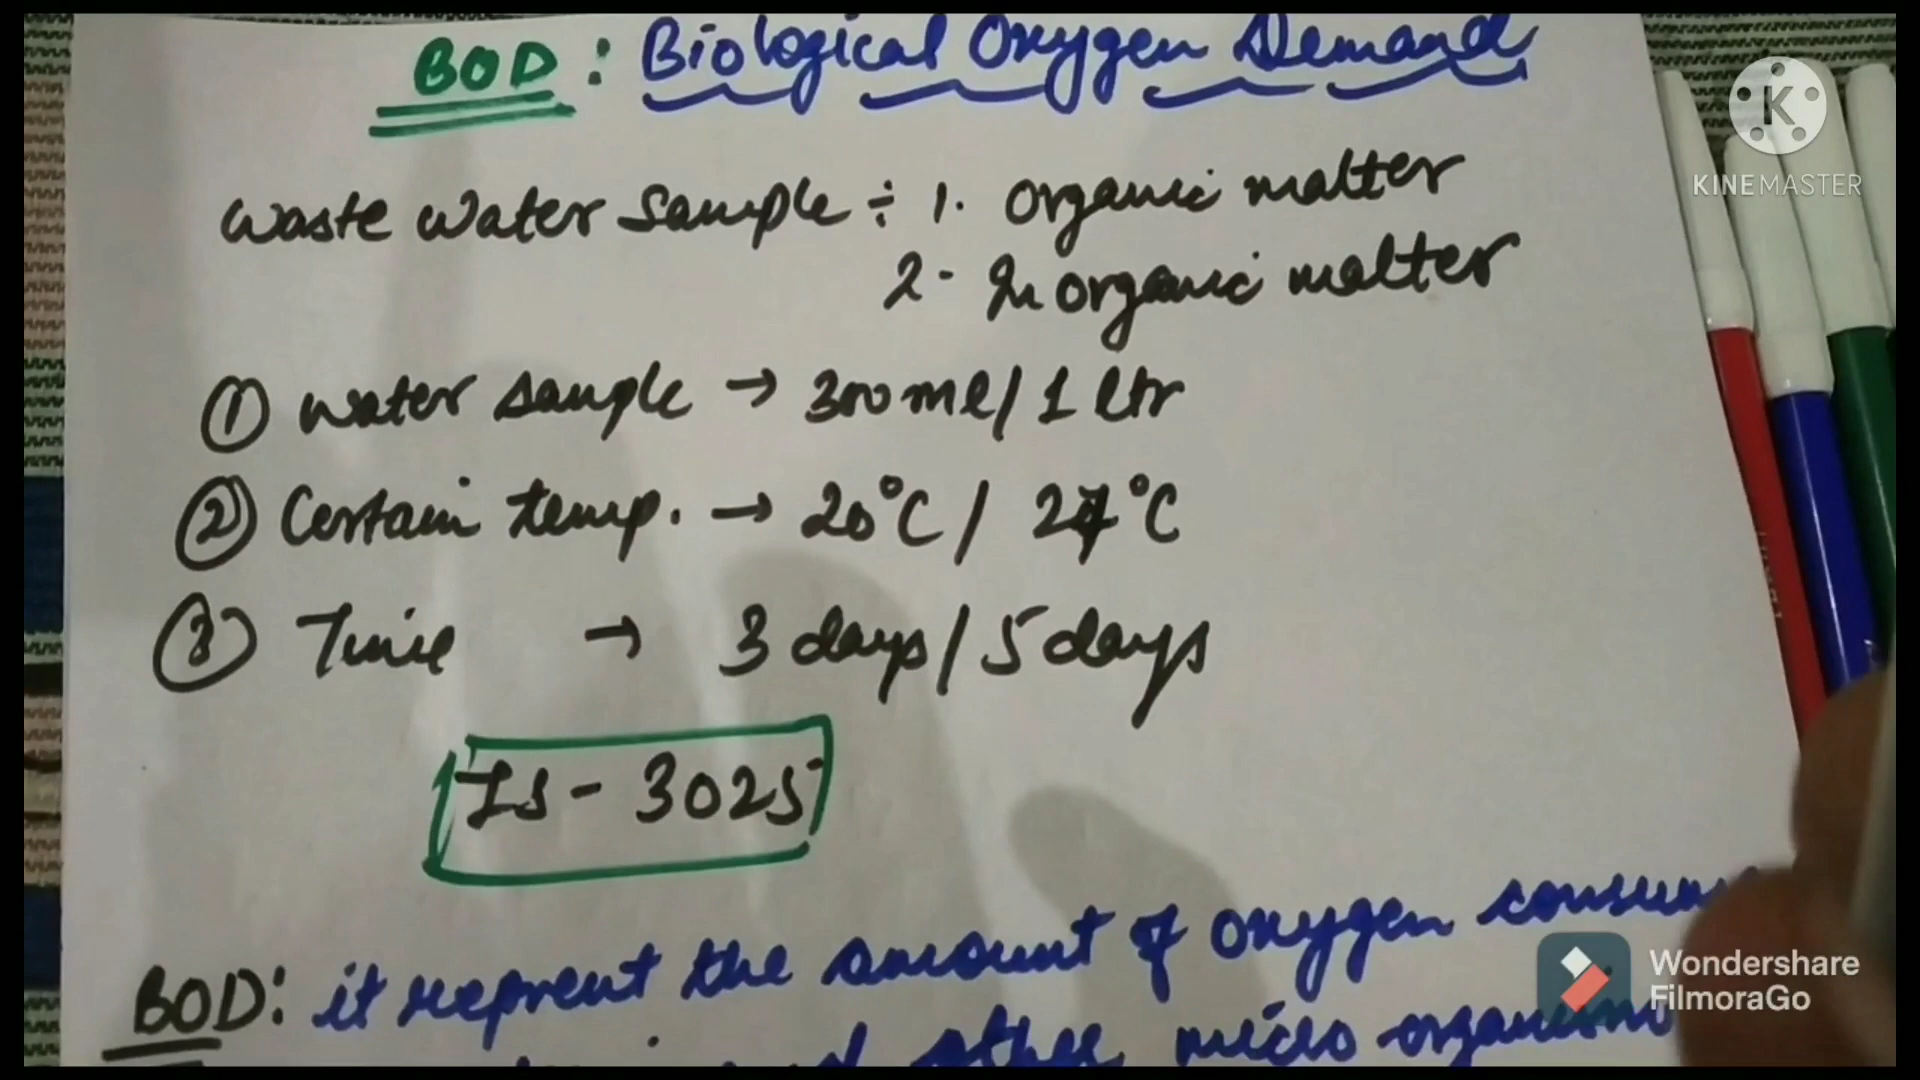 BOD : Biological Oxygen Demand
K
KINEMASTER
Waste Water Sample ÷ 1. Organic matter
2- Inorganic matter
① Water sample → 300 ml / 1 ltr
② Certain temp. → 20°C / 27°C
③ Time → 3 days / 5 days
IS - 3025
BOD: it reprent the amount of oxygen
other micro organism
Wondershare
FilmoraGo